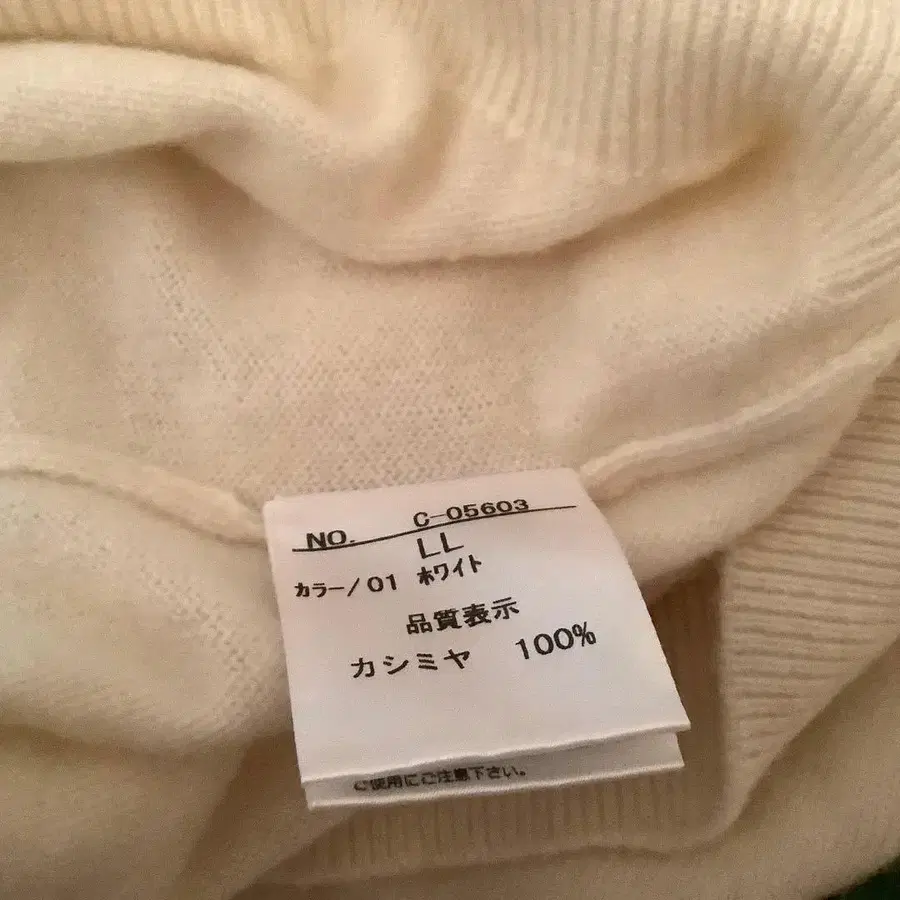 NO. C-05603
LL
カラー/01 ホワイト
品質表示
カシミヤ 100%
ご使用にご注意下さい。